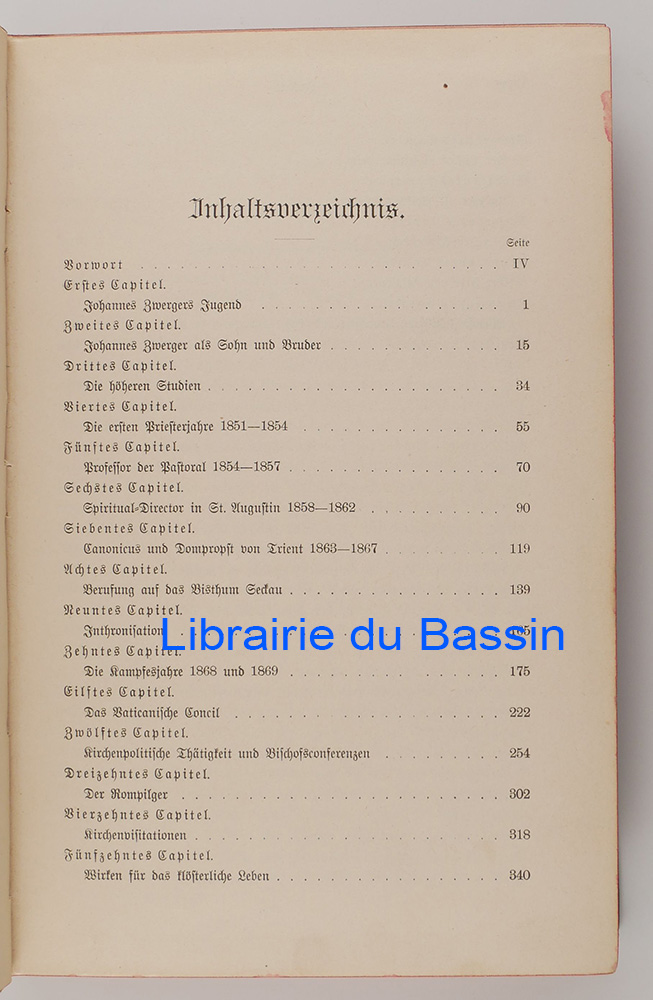 Inhaltsverzeichnis.
Seite
Vorwort . . . . . . . . . . . . . . . . . . . . IV
Erstes Capitel.
Johannes Zwergers Jugend . . . . . . . . . . . . . 1
Zweites Capitel.
Johannes Zwerger als Sohn und Bruder . . . . . . . . . 15
Drittes Capitel.
Die höheren Studien . . . . . . . . . . . . . . . 34
Viertes Capitel.
Die ersten Priesterjahre 1851—1854 . . . . . . . . . . . 55
Fünftes Capitel.
Professor der Pastoral 1854—1857 . . . . . . . . . . . 70
Sechstes Capitel.
Spiritual-Director in St. Augustin 1858—1862 . . . . . . . 90
Siebentes Capitel.
Canonicus und Dompropst von Trient 1863—1867 . . . . . . . 119
Achtes Capitel.
Berufung auf das Bisthum Seckau . . . . . . . . . . . 139
Neuntes Capitel.
Inthronisation
Librairie du Bassin
Zehntes Capitel.
Die Kampfesjahre 1868 und 1869 . . . . . . . . . . . 175
Eilftes Capitel.
Das Vaticanische Concil . . . . . . . . . . . . . . 222
Zwölftes Capitel.
Kirchenpolitische Thätigkeit und Bischofsconferenzen . . . . . . 254
Dreizehntes Capitel.
Der Rompilger . . . . . . . . . . . . . . . . . 302
Vierzehntes Capitel.
Kirchenvisitationen . . . . . . . . . . . . . . . . 318
Fünfzehntes Capitel.
Wirken für das klösterliche Leben . . . . . . . . . . . . 340